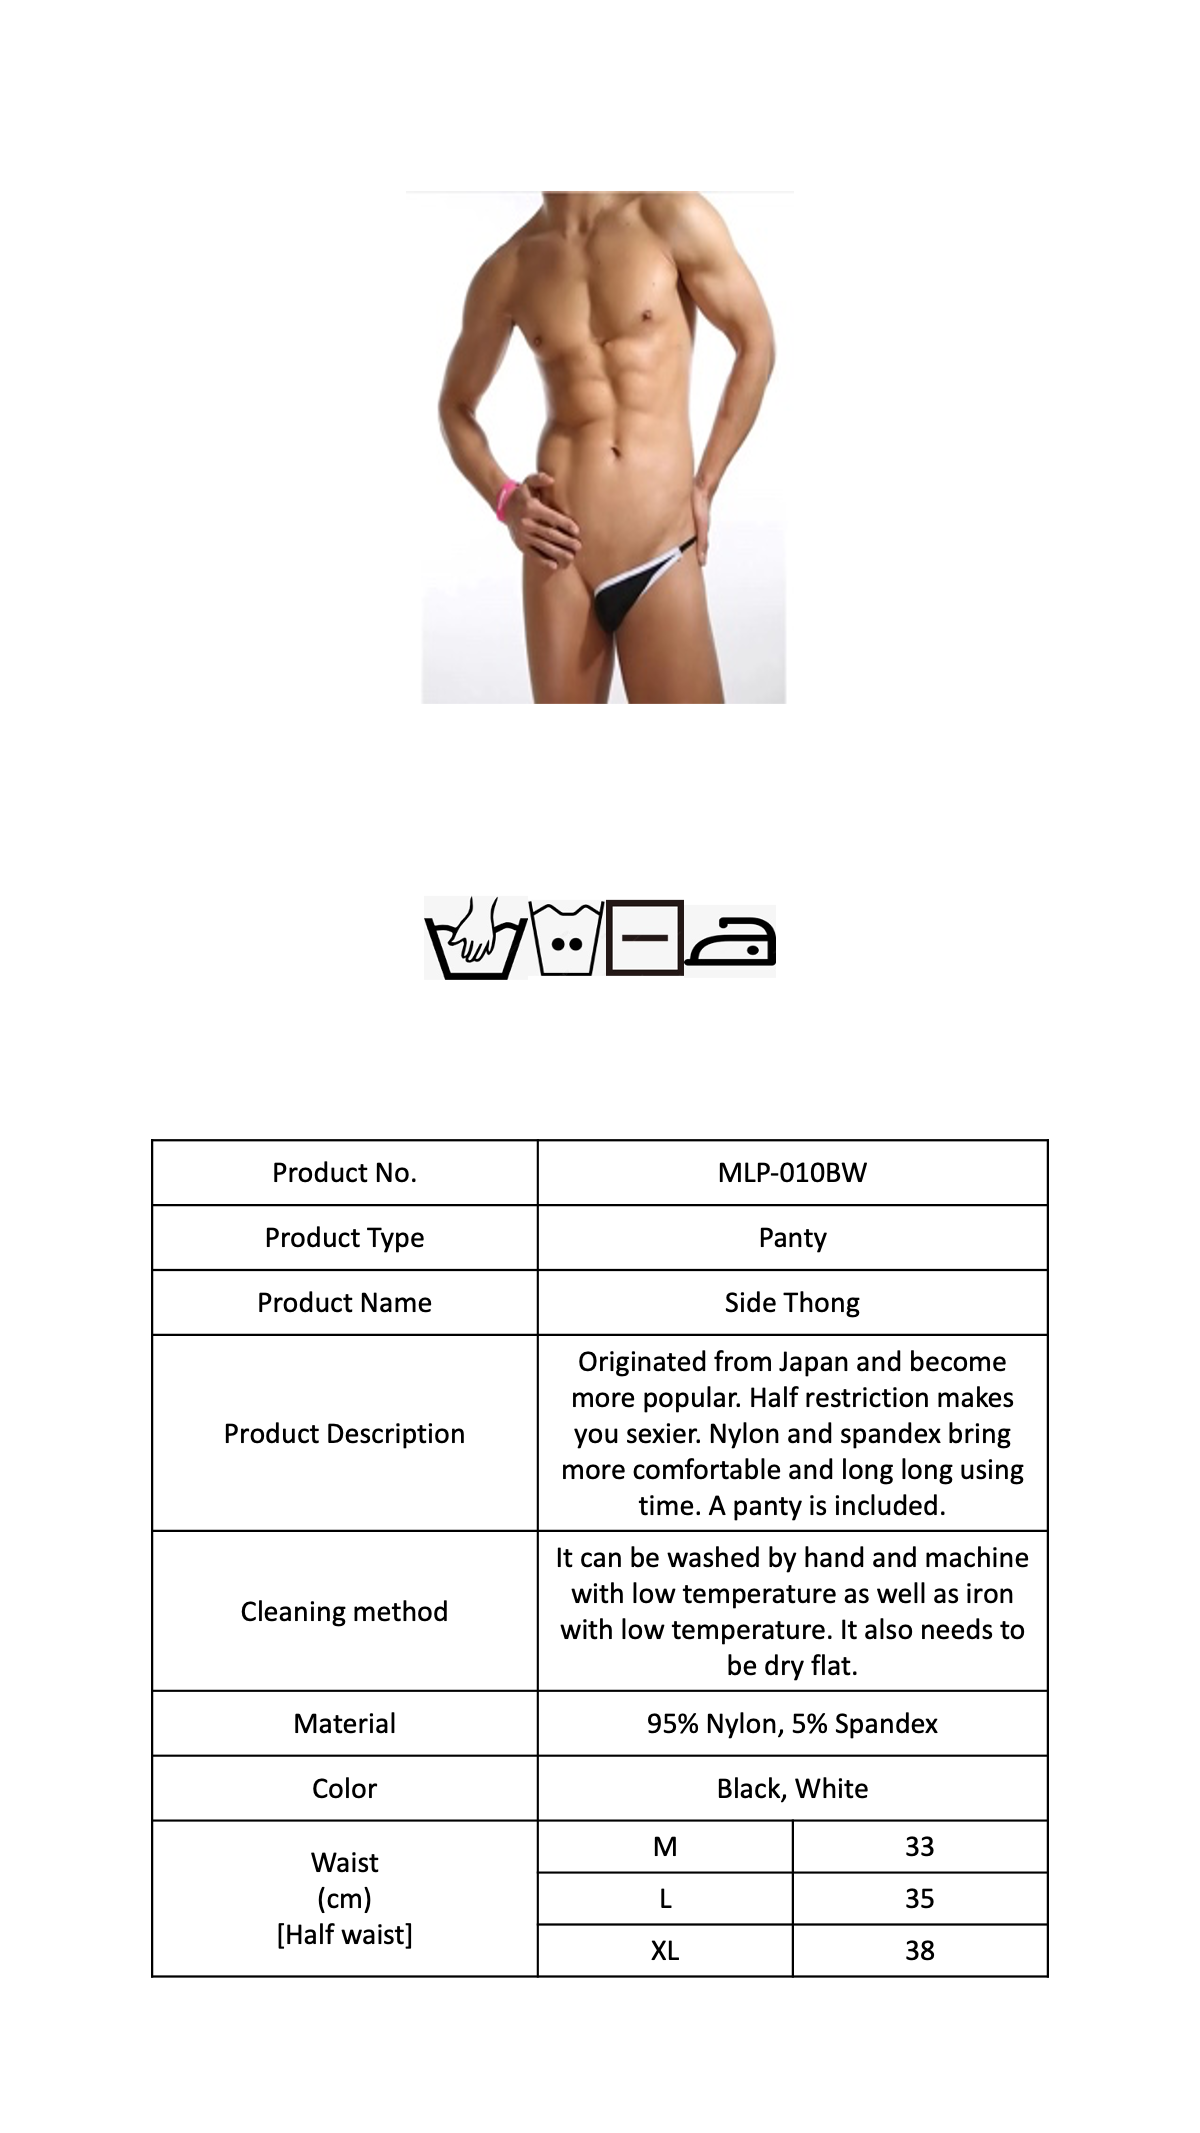 Product No. MLP-010BW
Product Type Panty
Product Name Side Thong
Product Description
Originated from Japan and become
more popular. Half restriction makes
you sexier. Nylon and spandex bring
more comfortable and long long using
time. A panty is included.
Cleaning method
It can be washed by hand and machine
with low temperature as well as iron
with low temperature. It also needs to
be dry flat.
Material 95% Nylon, 5% Spandex
Color Black, White
Waist
(cm)
[Half waist]
M 33
L 35
XL 38